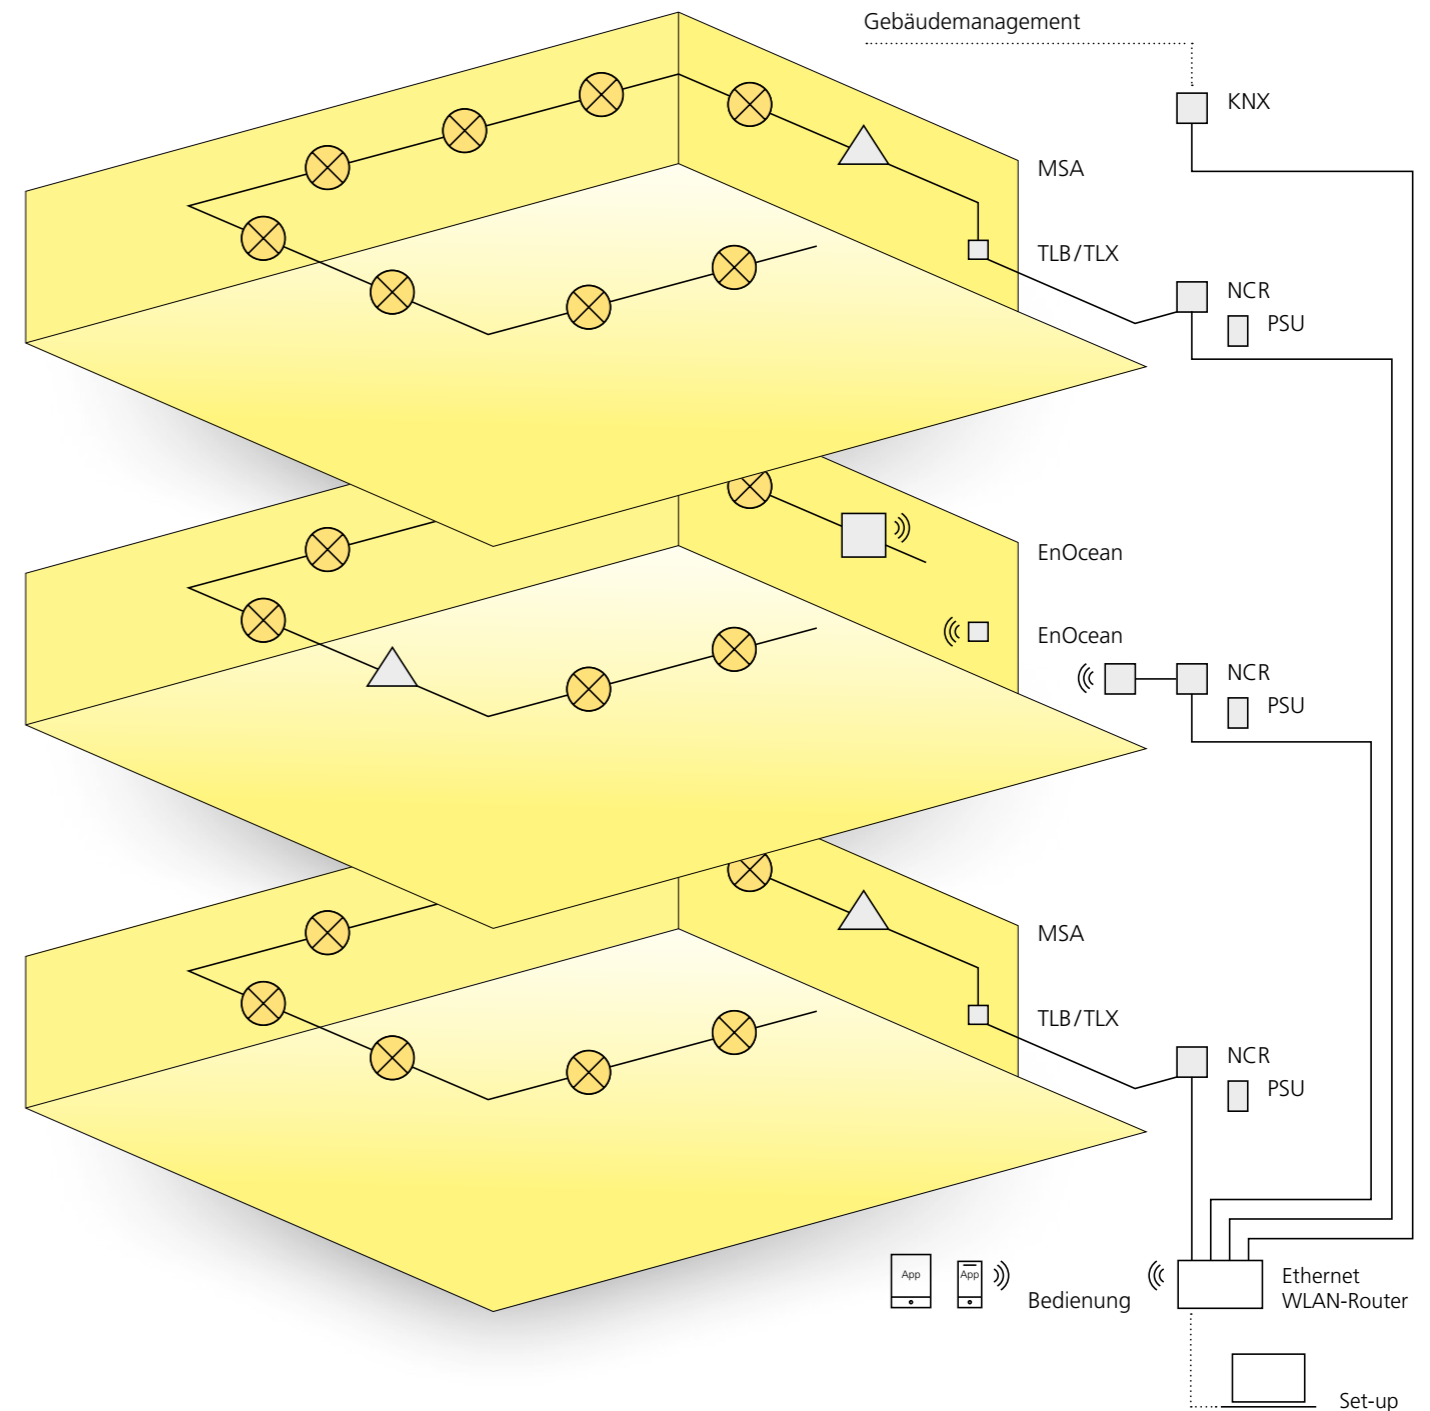 Gebäudemanagement
KNX
MSA
TLB/TLX
NCR
PSU
EnOcean
EnOcean
NCR
PSU
MSA
TLB/TLX
NCR
PSU
App
App
Bedienung
Ethernet
WLAN-Router
Set-up